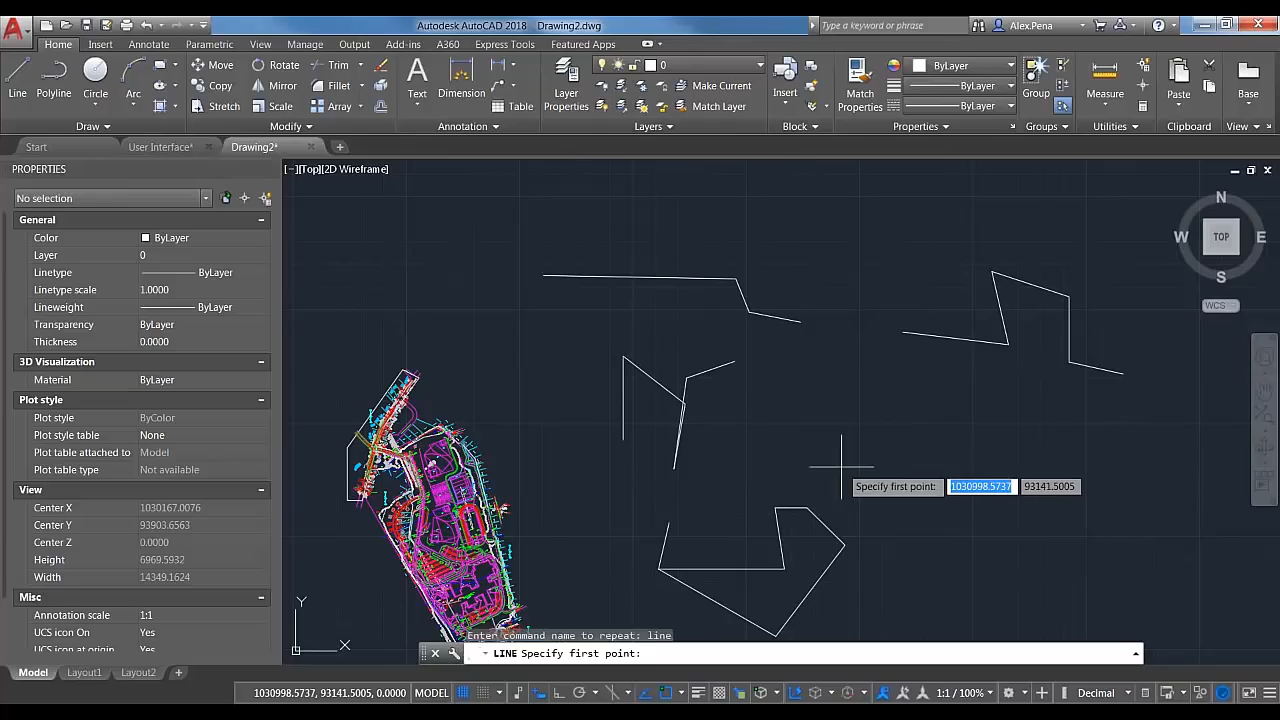 Autodesk AutoCAD 2018 Drawing2.dwg
Type a keyword or phrase
Alex.Pena
Home Insert Annotate Parametric View Manage Output Add-ins A360 Express Tools Featured Apps
Line Polyline Circle Arc
Move Rotate Trim
Copy Mirror Fillet
Stretch Scale Array
Text Dimension Table
Layer Properties
0
Make Current
Match Layer
Insert
Match Properties
ByLayer
ByLayer
ByLayer
Group
Measure
Paste
Base
Draw Modify Annotation Layers Block Properties Groups Utilities Clipboard View
Start User Interface* Drawing2*
PROPERTIES
[−][Top][2D Wireframe]
No selection
General
Color ByLayer
Layer 0
Linetype ByLayer
Linetype scale 1.0000
Lineweight ByLayer
Transparency ByLayer
Thickness 0.0000
3D Visualization
Material ByLayer
Plot style
Plot style ByColor
Plot style table None
Plot table attached to Model
Plot table type Not available
View
Center X 1030167.0076
Center Y 93903.6563
Center Z 0.0000
Height 6969.5932
Width 14349.1624
Misc
Annotation scale 1:1
UCS icon On Yes
UCS icon at origin Yes
N
W TOP E
S
WCS
Specify first point: 1030998.5737 93141.5005
Y
X
Enter command name to repeat: line
LINE Specify first point:
Model Layout1 Layout2
1030998.5737, 93141.5005, 0.0000 MODEL 1:1 / 100% Decimal